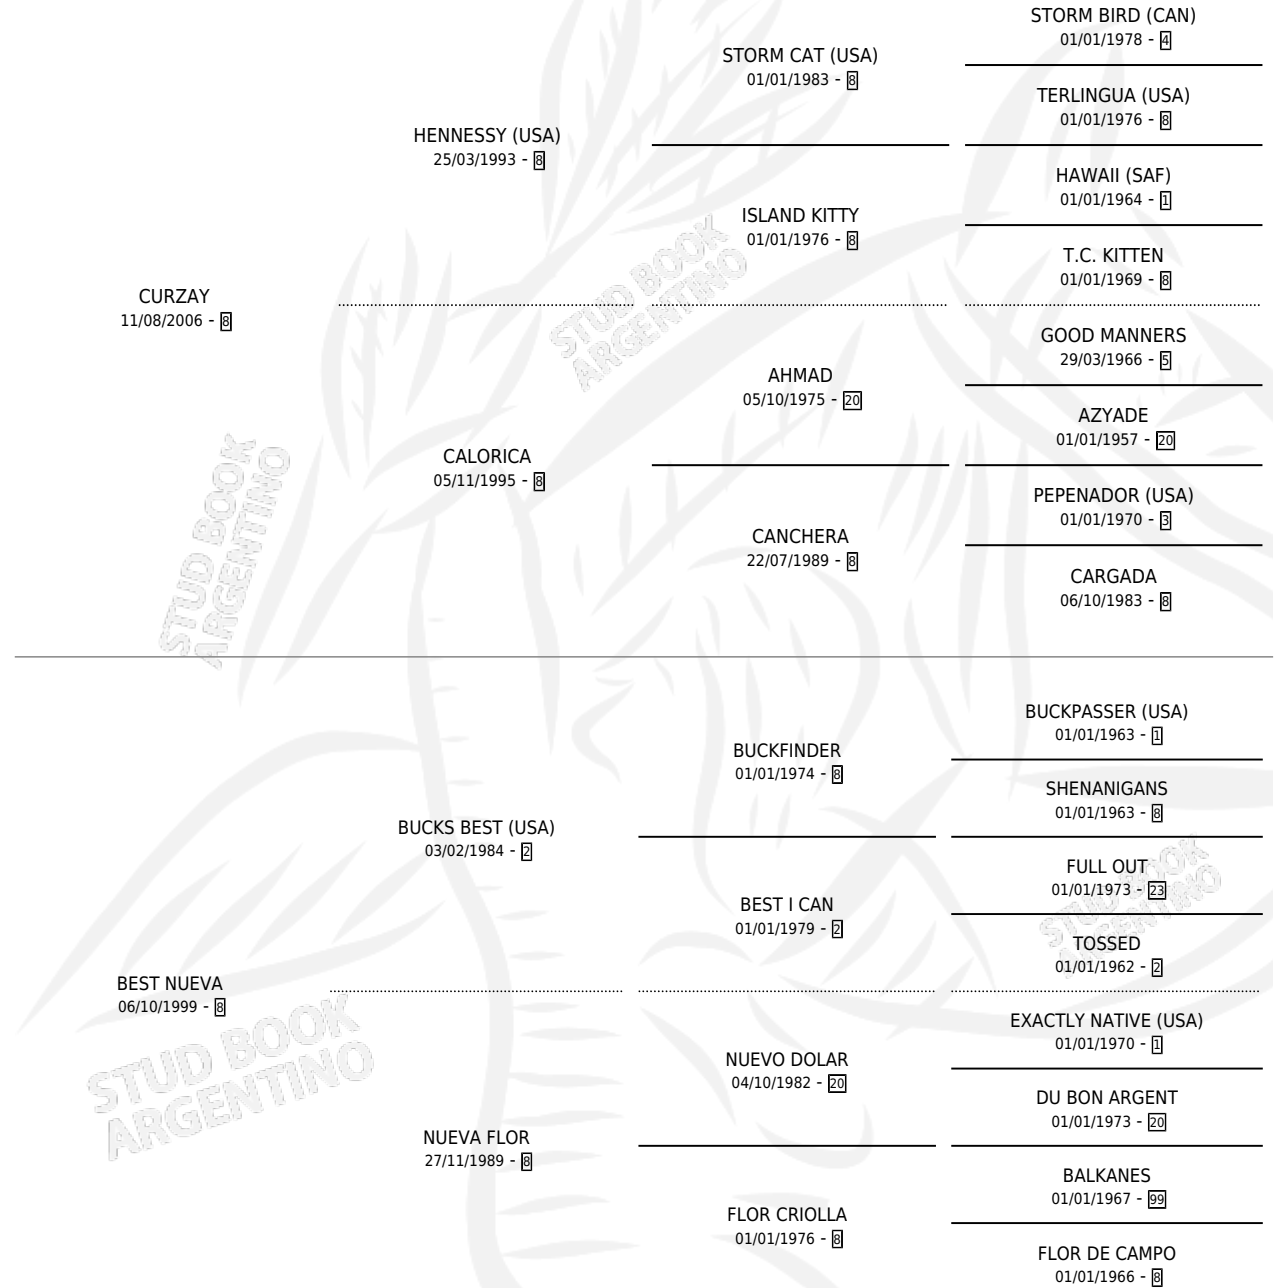 CURZAY
11/08/2006 - 8
HENNESSY (USA)
25/03/1993 - 8
STORM CAT (USA)
01/01/1983 - 8
STORM BIRD (CAN)
01/01/1978 - 4
TERLINGUA (USA)
01/01/1976 - 8
ISLAND KITTY
01/01/1976 - 8
HAWAII (SAF)
01/01/1964 - 1
T.C. KITTEN
01/01/1969 - 8
CALORICA
05/11/1995 - 8
AHMAD
05/10/1975 - 20
GOOD MANNERS
29/03/1966 - 5
AZYADE
01/01/1957 - 20
CANCHERA
22/07/1989 - 8
PEPENADOR (USA)
01/01/1970 - 3
CARGADA
06/10/1983 - 8
BEST NUEVA
06/10/1999 - 8
BUCKS BEST (USA)
03/02/1984 - 2
BUCKFINDER
01/01/1974 - 8
BUCKPASSER (USA)
01/01/1963 - 1
SHENANIGANS
01/01/1963 - 8
BEST I CAN
01/01/1979 - 2
FULL OUT
01/01/1973 - 23
TOSSED
01/01/1962 - 2
NUEVA FLOR
27/11/1989 - 8
NUEVO DOLAR
04/10/1982 - 20
EXACTLY NATIVE (USA)
01/01/1970 - 1
DU BON ARGENT
01/01/1973 - 20
FLOR CRIOLLA
01/01/1976 - 8
BALKANES
01/01/1967 - 99
FLOR DE CAMPO
01/01/1966 - 8
STUD BOOK
ARGENTINO
STUD BOOK
ARGENTINO
STUD BOOK
ARGENTINO
STUD BOOK
ARGENTINO